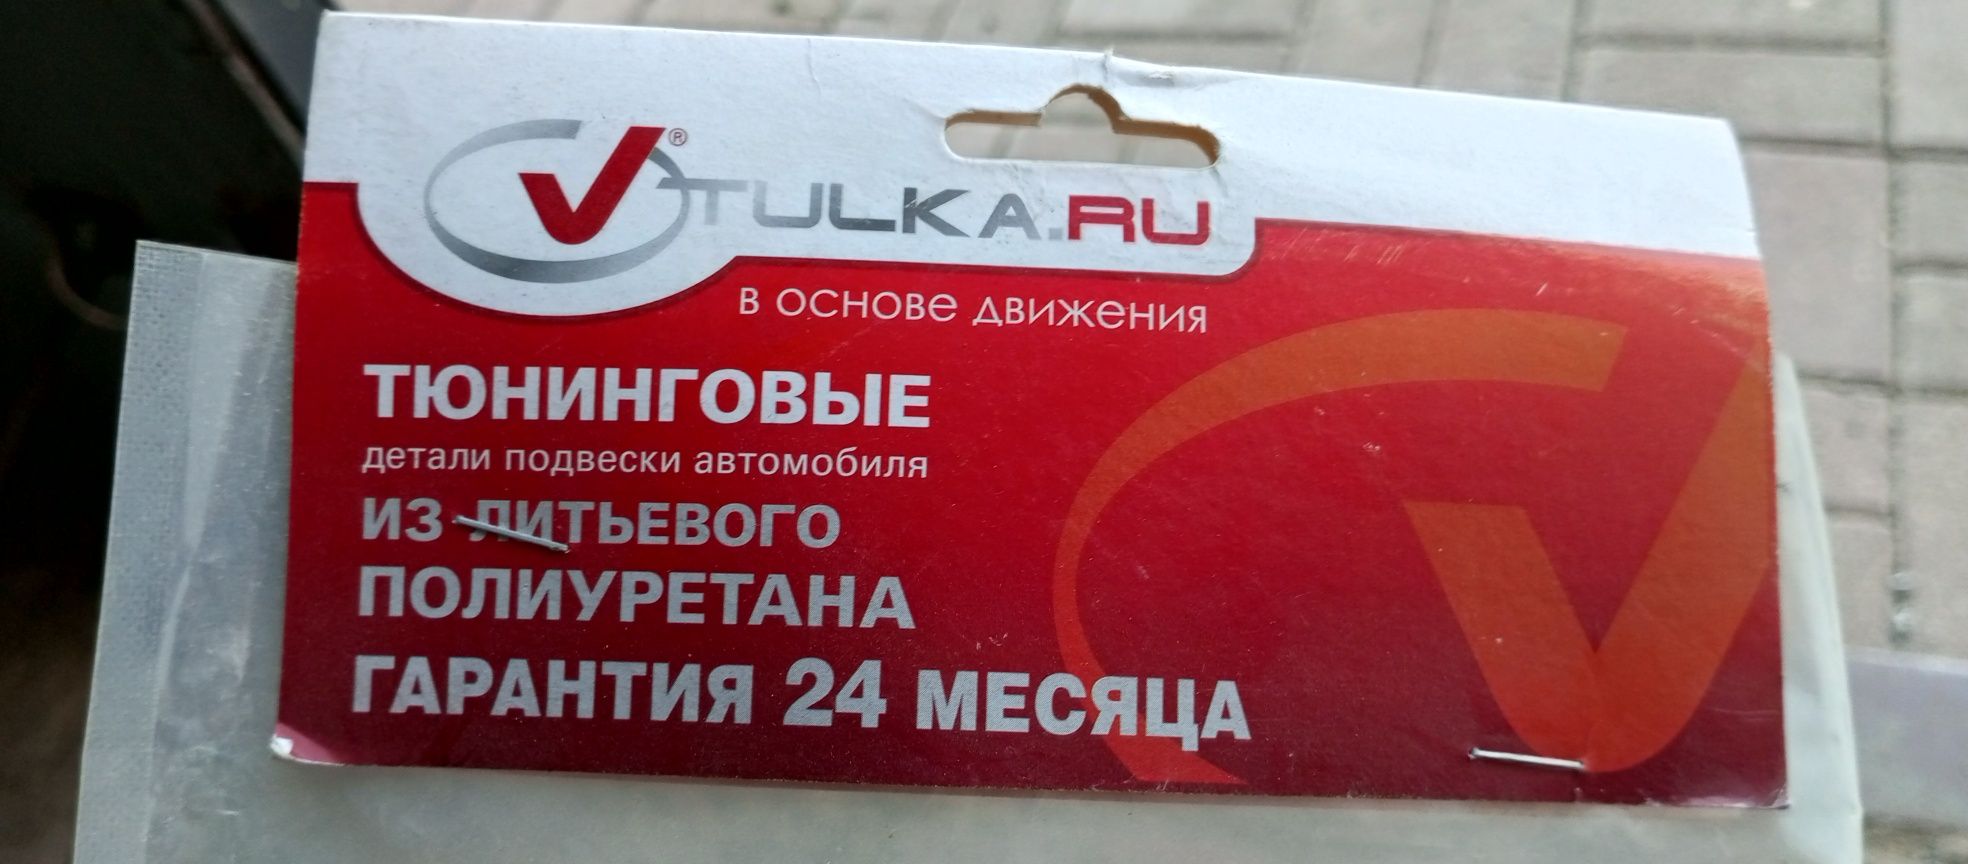 VTULKA.RU®
в основе движения
ТЮНИНГОВЫЕ
детали подвески автомобиля
ИЗ ЛИТЬЕВОГО
ПОЛИУРЕТАНА
ГАРАНТИЯ 24 МЕСЯЦА